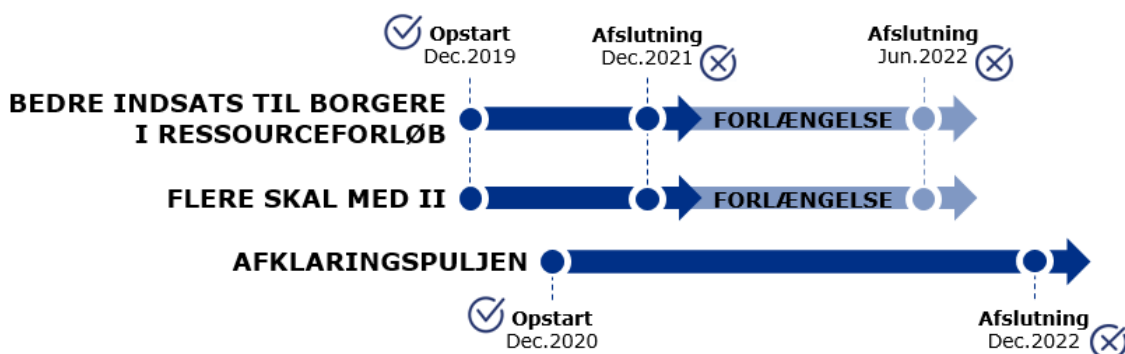 Opstart
Dec.2019
Afslutning
Dec.2021
Afslutning
Jun.2022
BEDRE INDSATS TIL BORGERE
I RESSOURCEFORLØB
FORLÆNGELSE
FLERE SKAL MED II
FORLÆNGELSE
AFKLARINGSPULJEN
Opstart
Dec.2020
Afslutning
Dec.2022